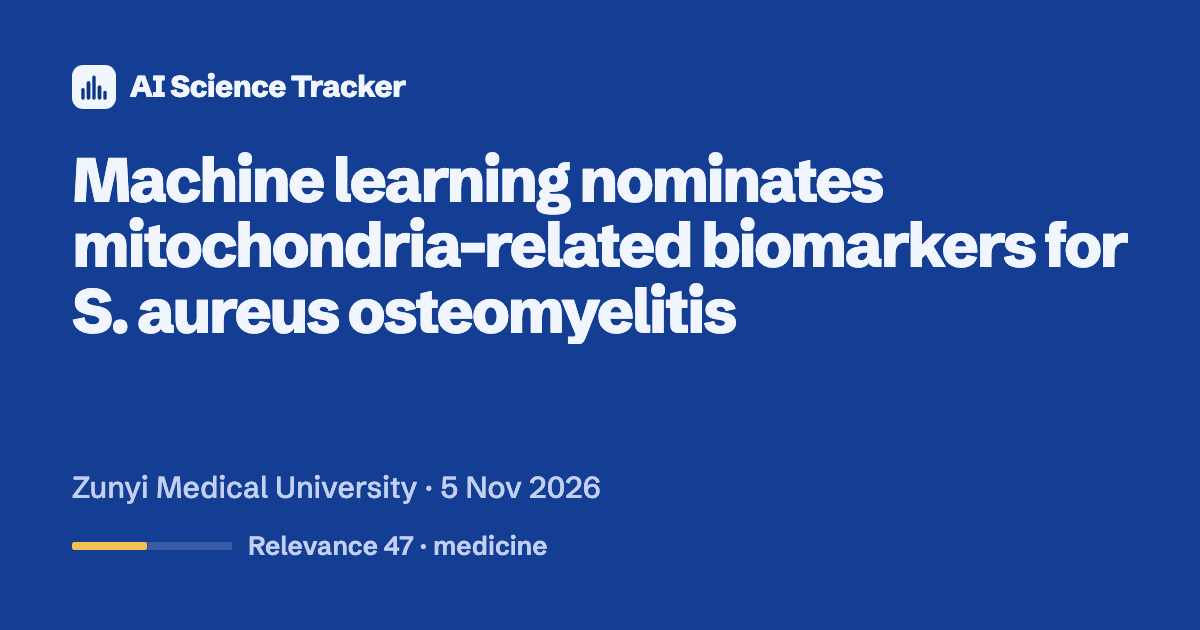 AI Science Tracker
Machine learning nominates
mitochondria-related biomarkers for
S. aureus osteomyelitis
Zunyi Medical University · 5 Nov 2026
Relevance 47 · medicine